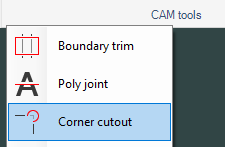 CAM tools
Boundary trim
Poly joint
Corner cutout